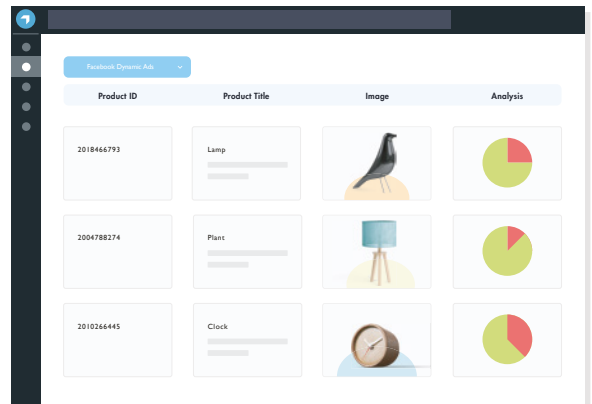 Facebook Dynamic Ads
Product ID
Product Title
Image
Analysis
2018466793
Lamp
2004788274
Plant
2010266445
Clock